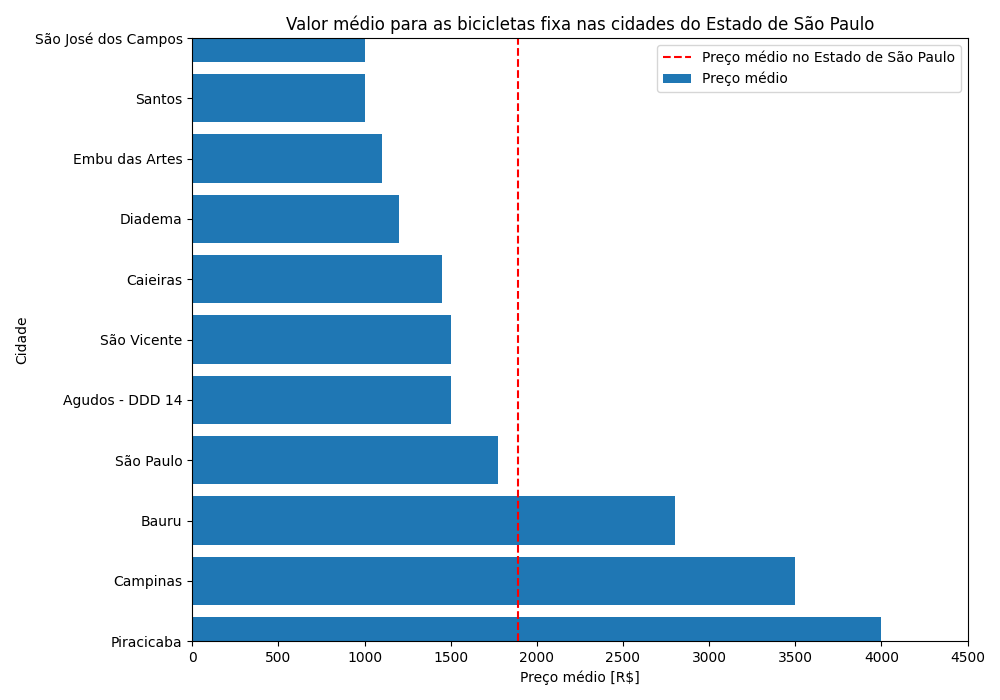 Valor médio para as bicicletas fixa nas cidades do Estado de São Paulo
Preço médio no Estado de São Paulo
Preço médio
São José dos Campos
Santos
Embu das Artes
Diadema
Caieiras
São Vicente
Agudos - DDD 14
São Paulo
Bauru
Campinas
Piracicaba
Cidade
0 500 1000 1500 2000 2500 3000 3500 4000 4500
Preço médio [R$]